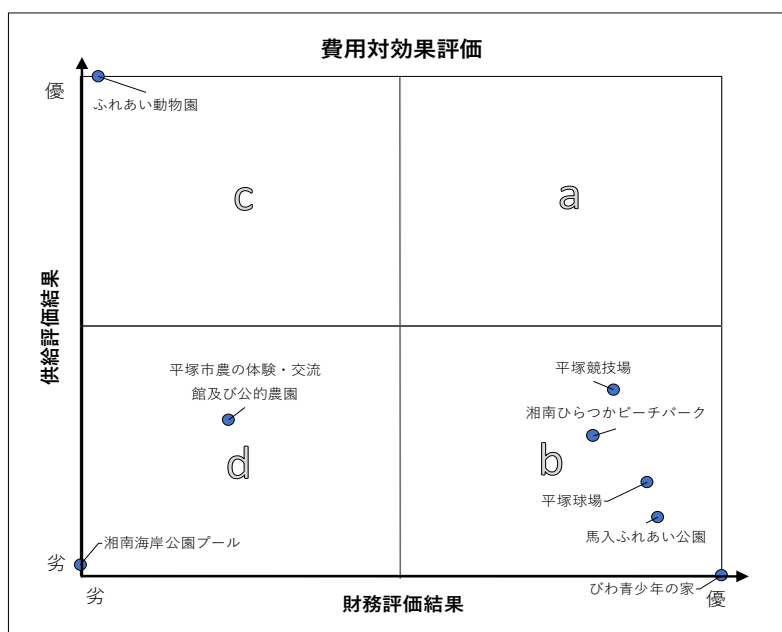 費用対効果評価
優
ふれあい動物園
c
a
供給評価結果
平塚市農の体験・交流
館及び公的農園
平塚競技場
湘南ひらつかビーチパーク
d
b
平塚球場
馬入ふれあい公園
湘南海岸公園プール
劣
びわ青少年の家
劣
財務評価結果
優